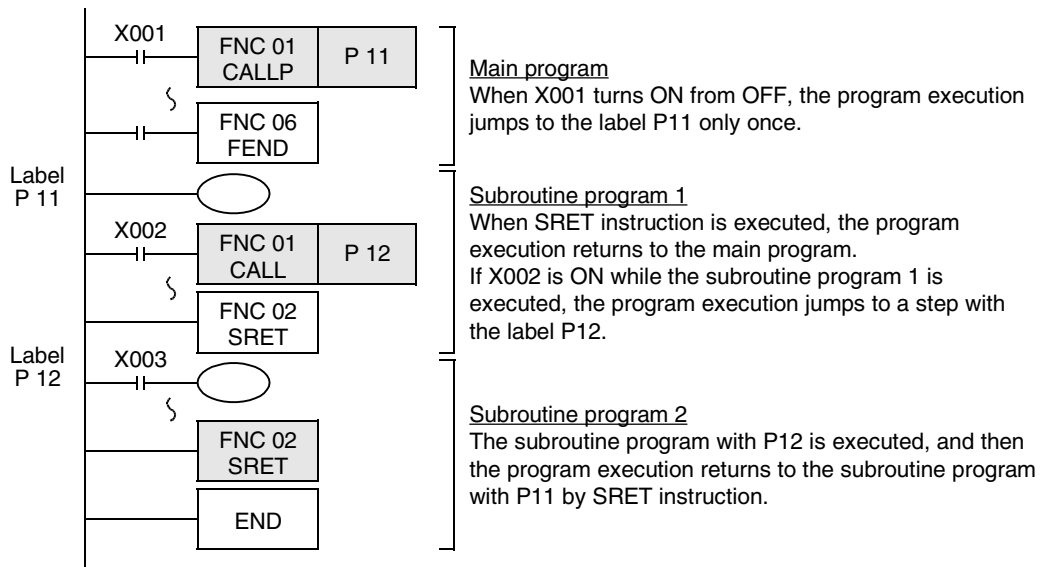 X001
FNC 01
CALLP
P 11
FNC 06
FEND
Main program
When X001 turns ON from OFF, the program execution
jumps to the label P11 only once.
Label
P 11
X002
FNC 01
CALL
P 12
FNC 02
SRET
Subroutine program 1
When SRET instruction is executed, the program
execution returns to the main program.
If X002 is ON while the subroutine program 1 is
executed, the program execution jumps to a step with
the label P12.
Label
P 12
X003
FNC 02
SRET
END
Subroutine program 2
The subroutine program with P12 is executed, and then
the program execution returns to the subroutine program
with P11 by SRET instruction.